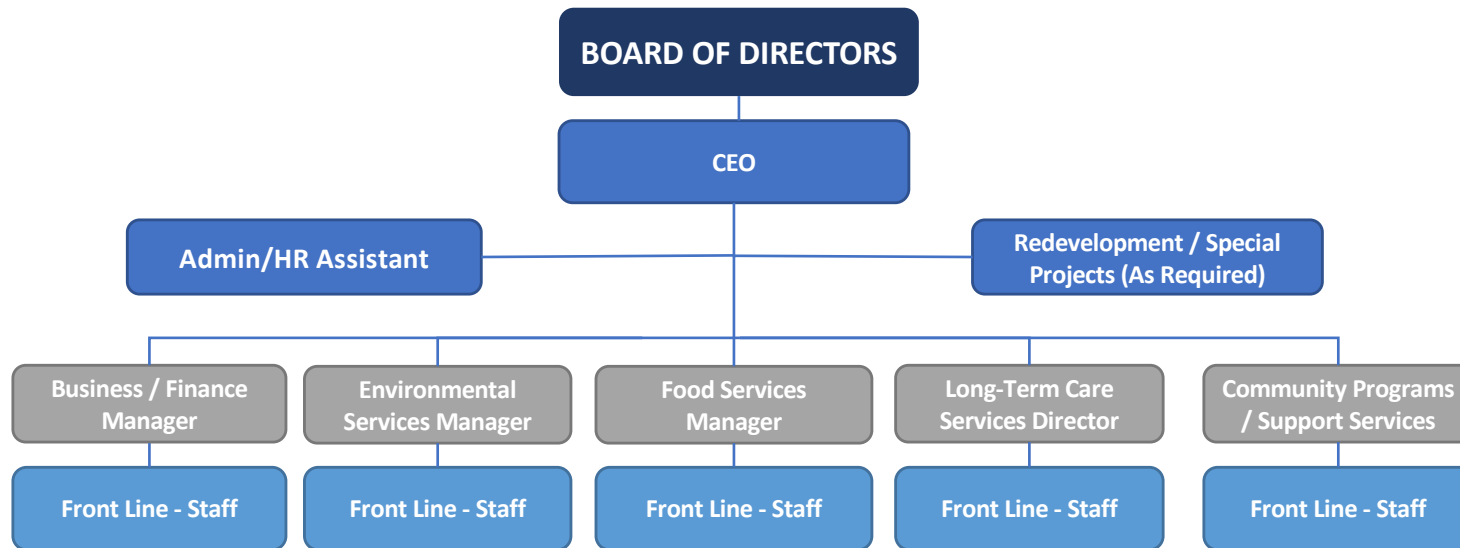 BOARD OF DIRECTORS
CEO
Admin/HR Assistant
Redevelopment / Special
Projects (As Required)
Business / Finance
Manager
Environmental
Services Manager
Food Services
Manager
Long-Term Care
Services Director
Community Programs
/ Support Services
Front Line - Staff
Front Line - Staff
Front Line - Staff
Front Line - Staff
Front Line - Staff